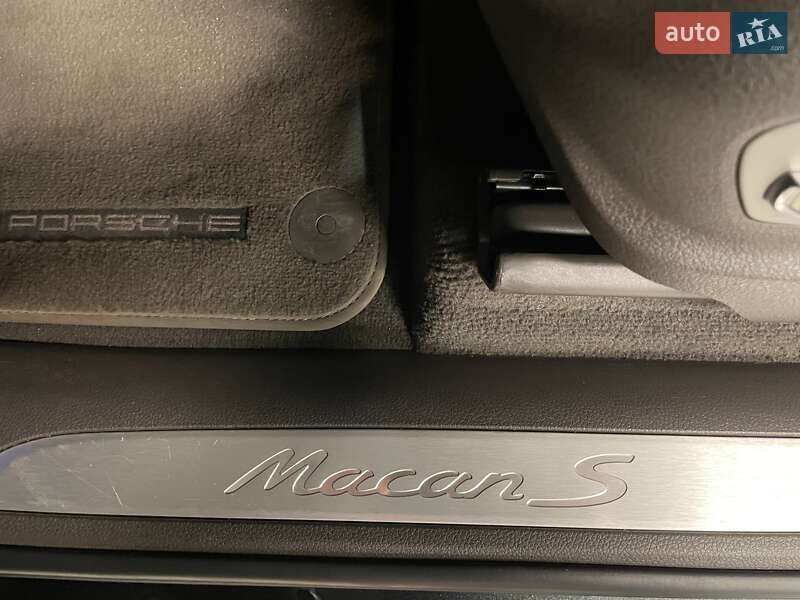 auto RIA
.com
PORSCHE
Macan S